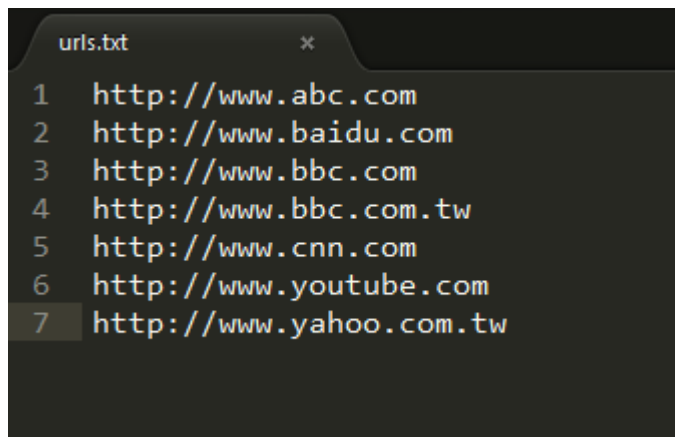 urls.txt ×
1 http://www.abc.com
2 http://www.baidu.com
3 http://www.bbc.com
4 http://www.bbc.com.tw
5 http://www.cnn.com
6 http://www.youtube.com
7 http://www.yahoo.com.tw